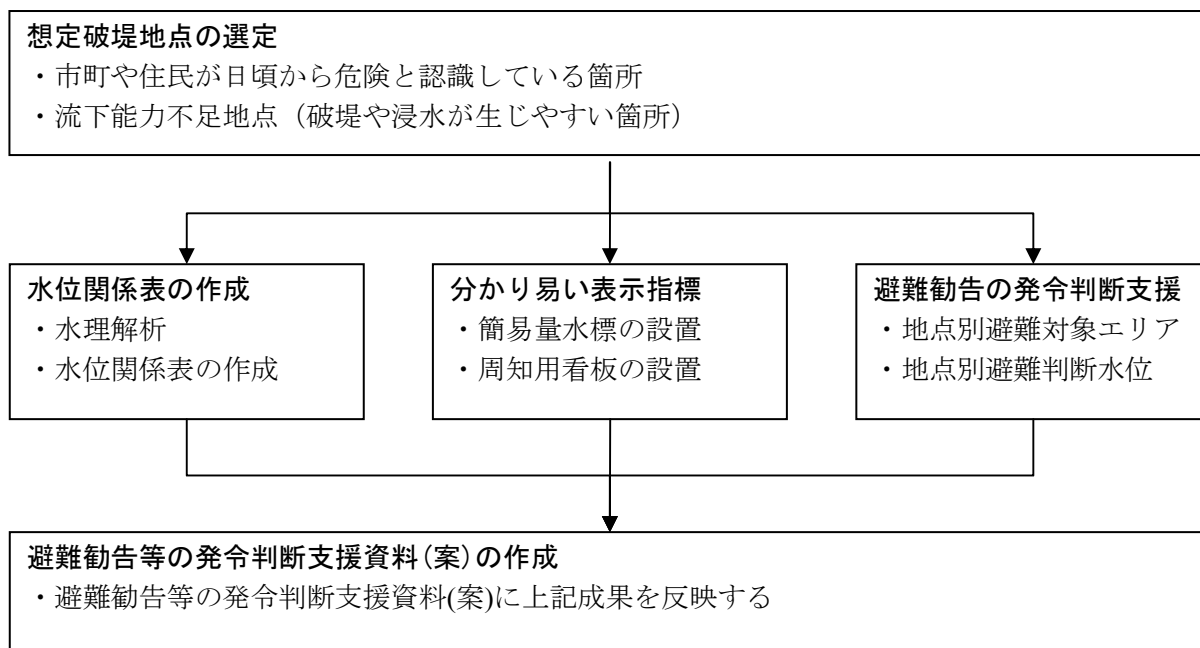 想定破堤地点の選定
・市町や住民が日頃から危険と認識している箇所
・流下能力不足地点（破堤や浸水が生じやすい箇所）
水位関係表の作成
・水理解析
・水位関係表の作成
分かり易い表示指標
・簡易量水標の設置
・周知用看板の設置
避難勧告の発令判断支援
・地点別避難対象エリア
・地点別避難判断水位
避難勧告等の発令判断支援資料(案)の作成
・避難勧告等の発令判断支援資料(案)に上記成果を反映する